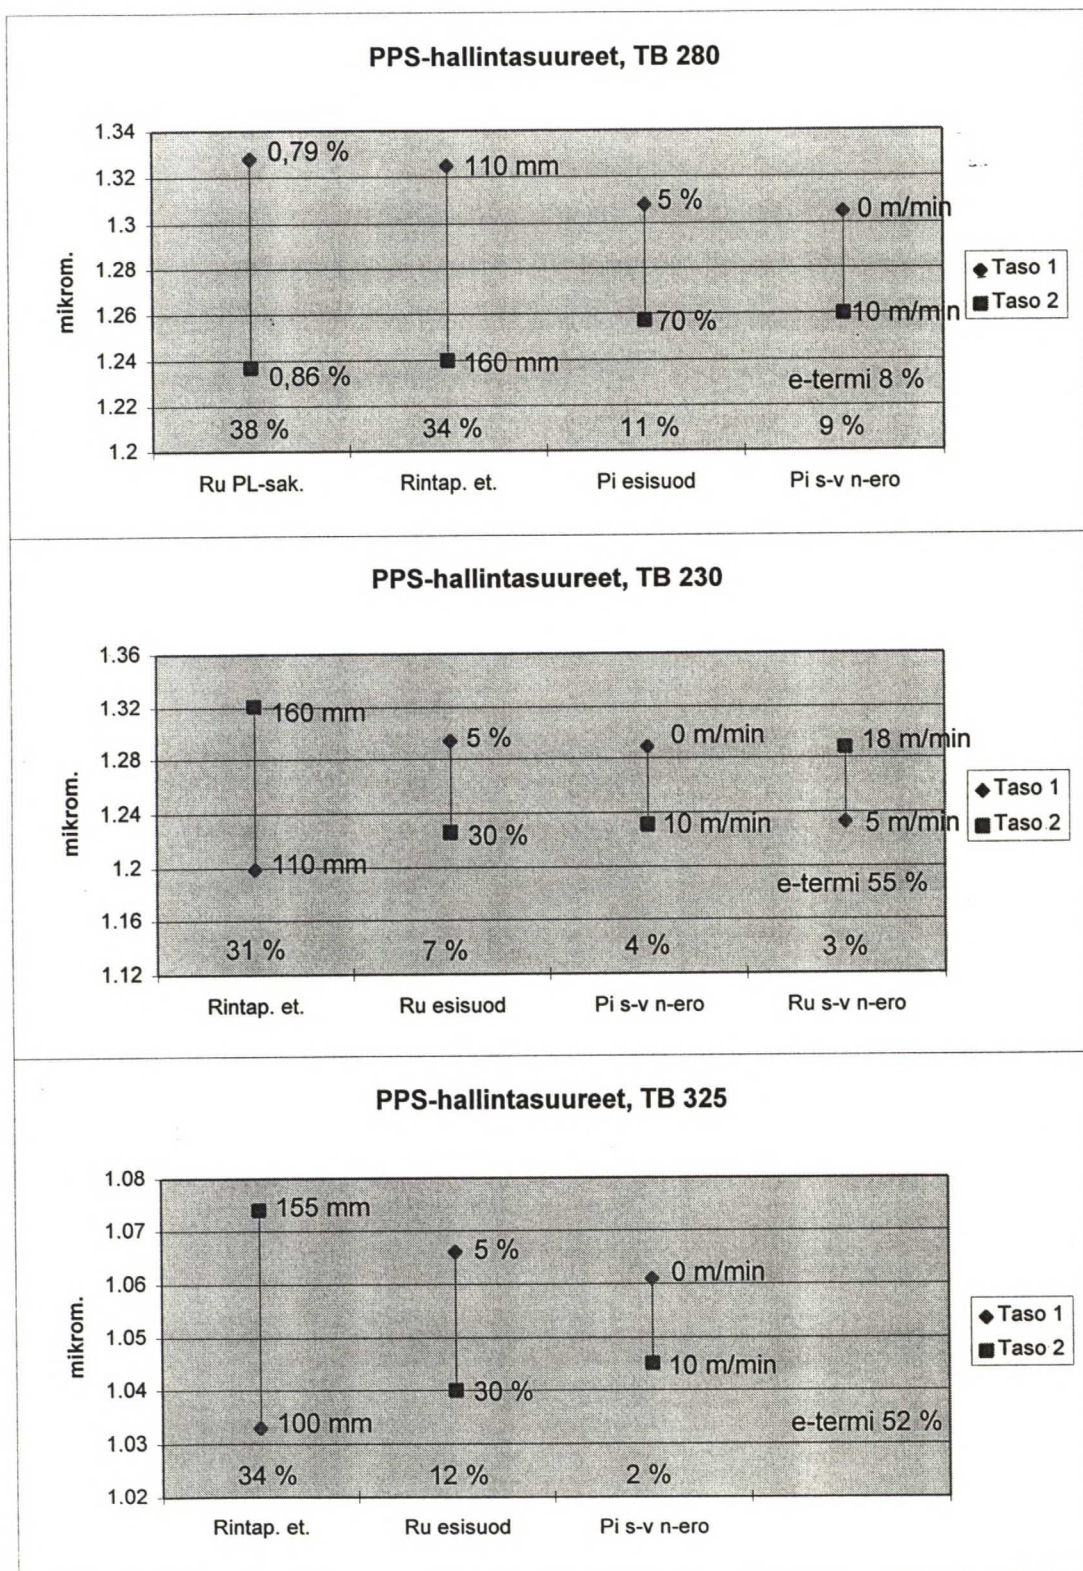 PPS-hallintasuureet, TB 280
1.34
1.32
1.3
1.28
1.26
1.24
1.22
1.2
mikrom.
0,79 %
110 mm
5 %
0 m/min
0,86 %
160 mm
70 %
10 m/min
e-termi 8 %
38 %
34 %
11 %
9 %
Ru PL-sak.
Rintap. et.
Pi esisuod
Pi s-v n-ero
Taso 1
Taso 2
PPS-hallintasuureet, TB 230
1.36
1.32
1.28
1.24
1.2
1.16
1.12
mikrom.
160 mm
5 %
0 m/min
18 m/min
110 mm
30 %
10 m/min
5 m/min
e-termi 55 %
31 %
7 %
4 %
3 %
Rintap. et.
Ru esisuod
Pi s-v n-ero
Ru s-v n-ero
Taso 1
Taso 2
PPS-hallintasuureet, TB 325
1.08
1.07
1.06
1.05
1.04
1.03
1.02
mikrom.
155 mm
5 %
0 m/min
100 mm
30 %
10 m/min
e-termi 52 %
34 %
12 %
2 %
Rintap. et.
Ru esisuod
Pi s-v n-ero
Taso 1
Taso 2